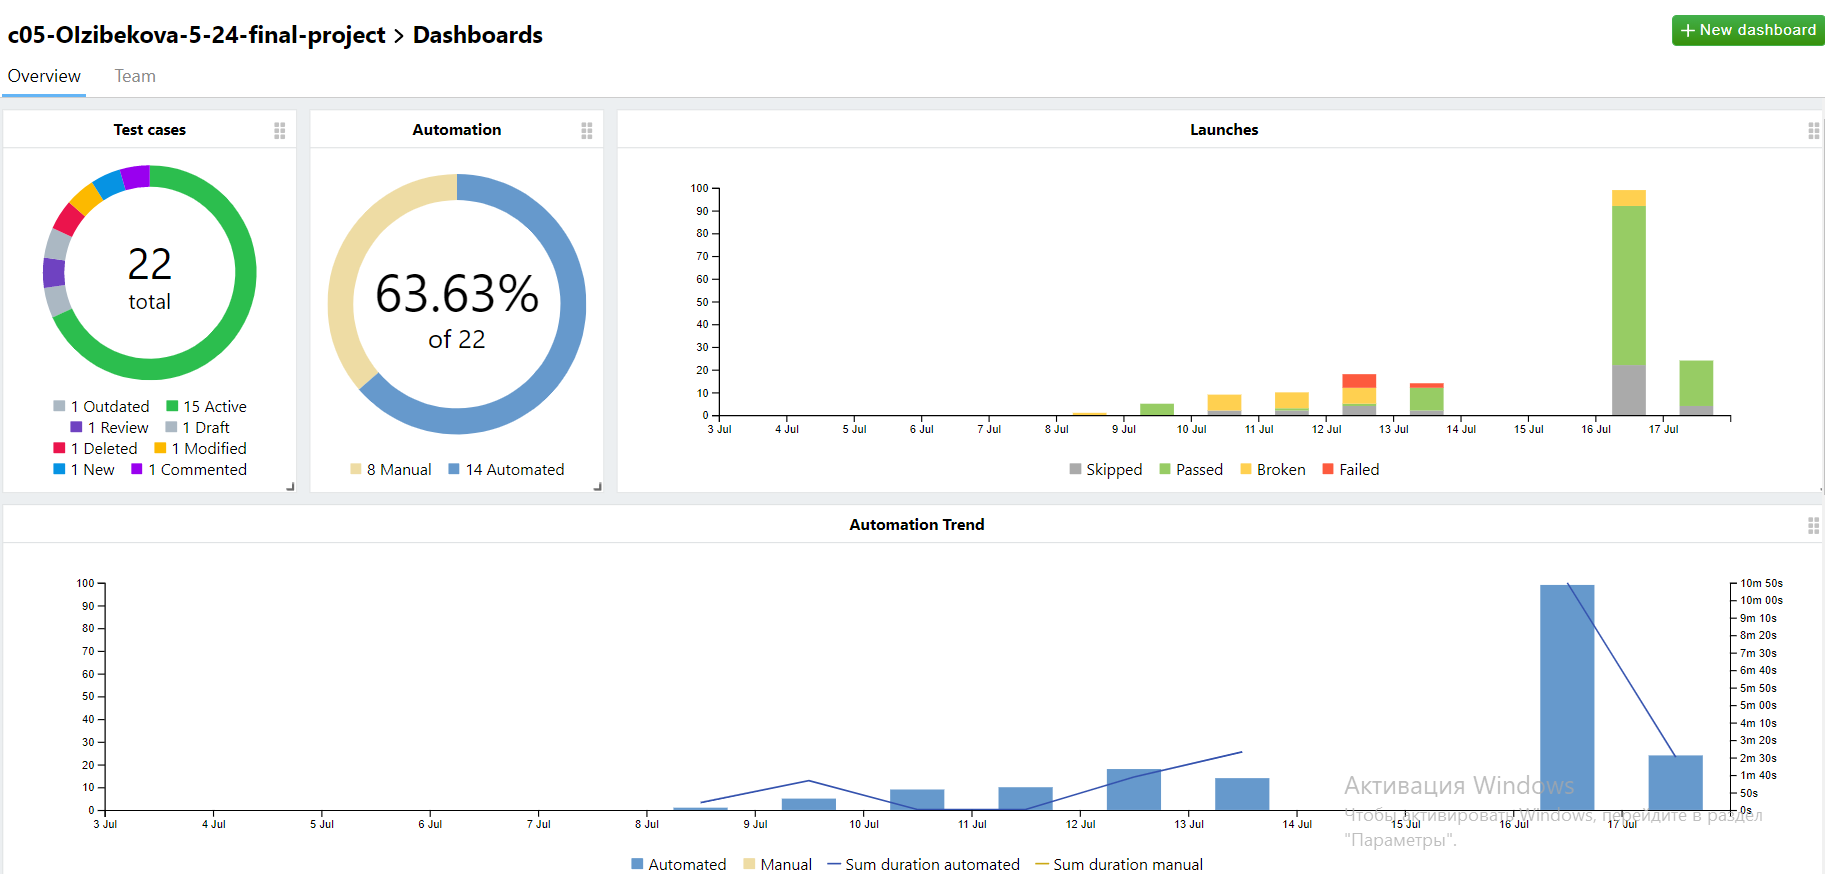 c05-OIzibekova-5-24-final-project > Dashboards
+ New dashboard
Overview
Team
Test cases
22
total
1 Outdated
15 Active
1 Review
1 Draft
1 Deleted
1 Modified
1 New
1 Commented
Automation
63.63%
of 22
8 Manual
14 Automated
Launches
100
90
80
70
60
50
40
30
20
10
0
3 Jul
4 Jul
5 Jul
6 Jul
7 Jul
8 Jul
9 Jul
10 Jul
11 Jul
12 Jul
13 Jul
14 Jul
15 Jul
16 Jul
17 Jul
Skipped
Passed
Broken
Failed
Automation Trend
100
90
80
70
60
50
40
30
20
10
0
10m 50s
10m 00s
9m 10s
8m 20s
7m 30s
6m 40s
5m 50s
5m 00s
4m 10s
3m 20s
2m 30s
1m 40s
50s
0s
3 Jul
4 Jul
5 Jul
6 Jul
7 Jul
8 Jul
9 Jul
10 Jul
11 Jul
12 Jul
13 Jul
14 Jul
15 Jul
16 Jul
17 Jul
Automated
Manual
Sum duration automated
Sum duration manual
Активация Windows
Чтобы активировать Windows, перейдите в раздел
"Параметры".